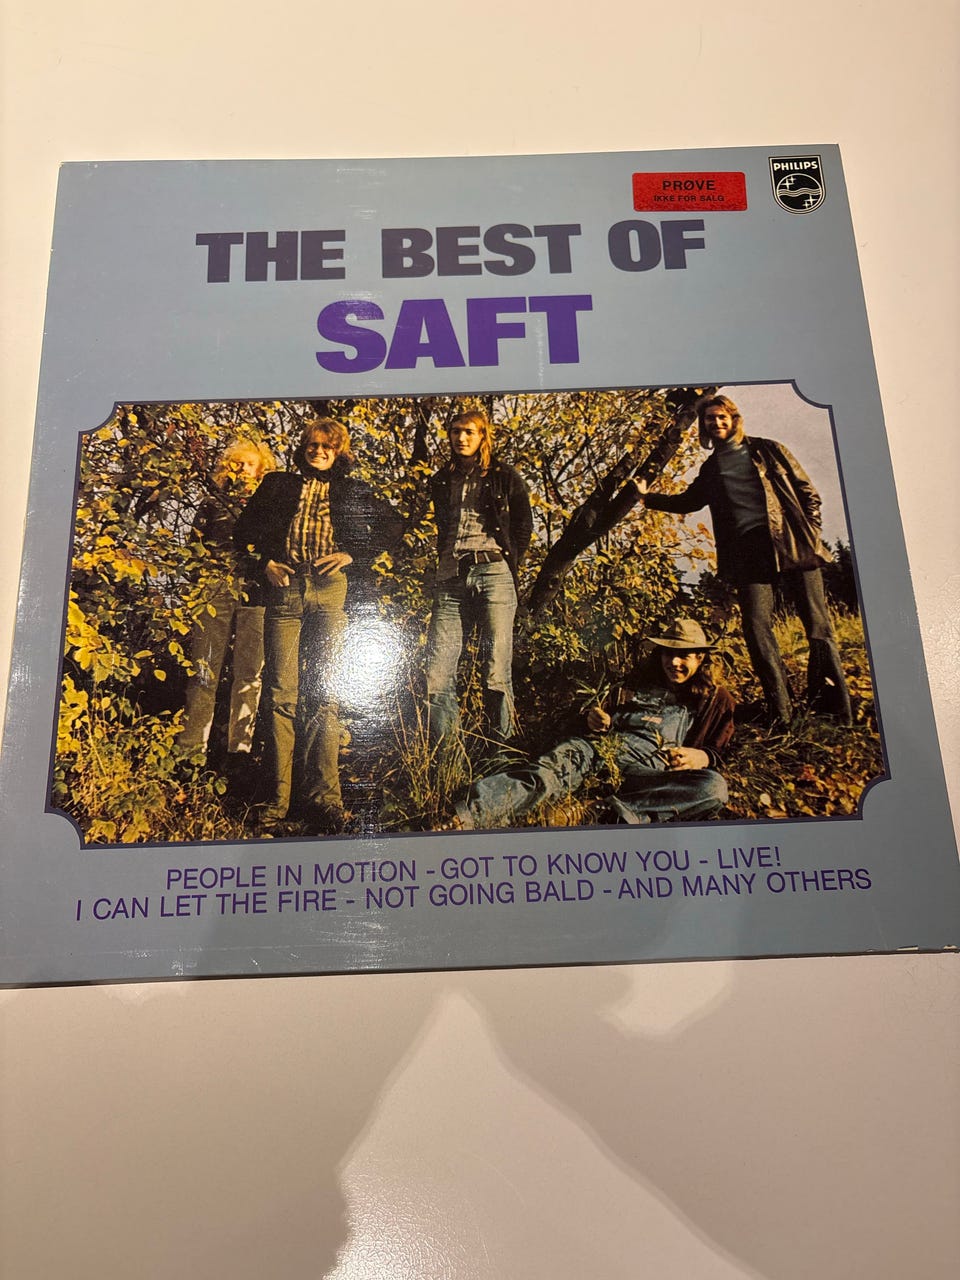 PHILIPS
PRØVE
IKKE FOR SALG
THE BEST OF
SAFT
PEOPLE IN MOTION - GOT TO KNOW YOU - LIVE!
I CAN LET THE FIRE - NOT GOING BALD - AND MANY OTHERS